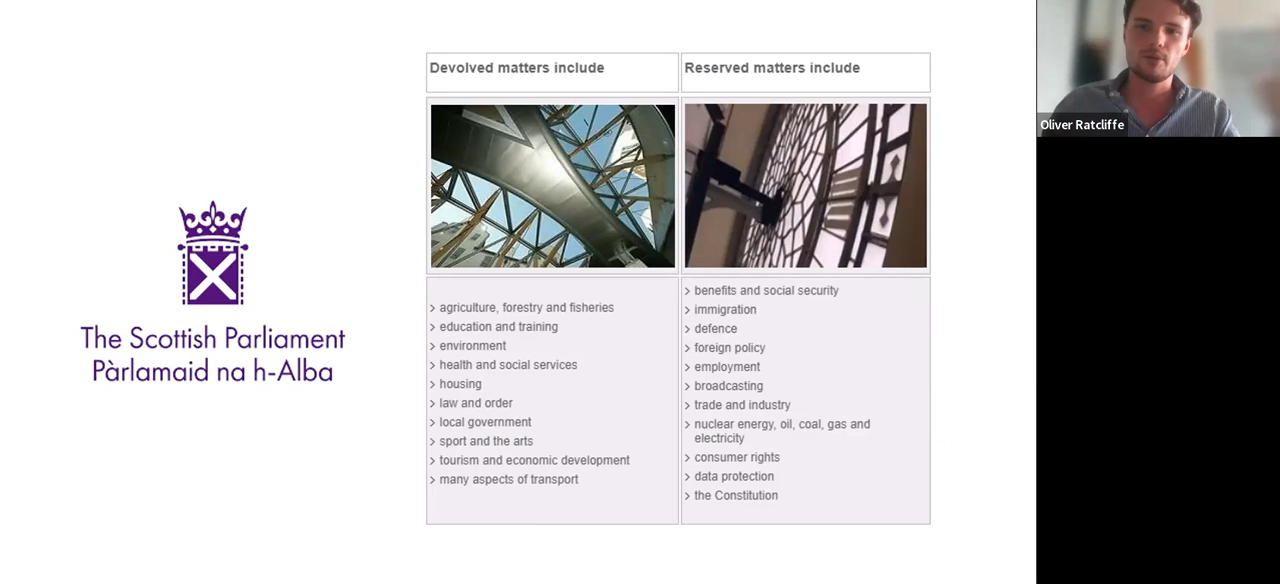 The Scottish Parliament
Pàrlamaid na h-Alba
Devolved matters include
agriculture, forestry and fisheries
education and training
environment
health and social services
housing
law and order
local government
sport and the arts
tourism and economic development
many aspects of transport
Reserved matters include
benefits and social security
immigration
defence
foreign policy
employment
broadcasting
trade and industry
nuclear energy, oil, coal, gas and
electricity
consumer rights
data protection
the Constitution
Oliver Ratcliffe